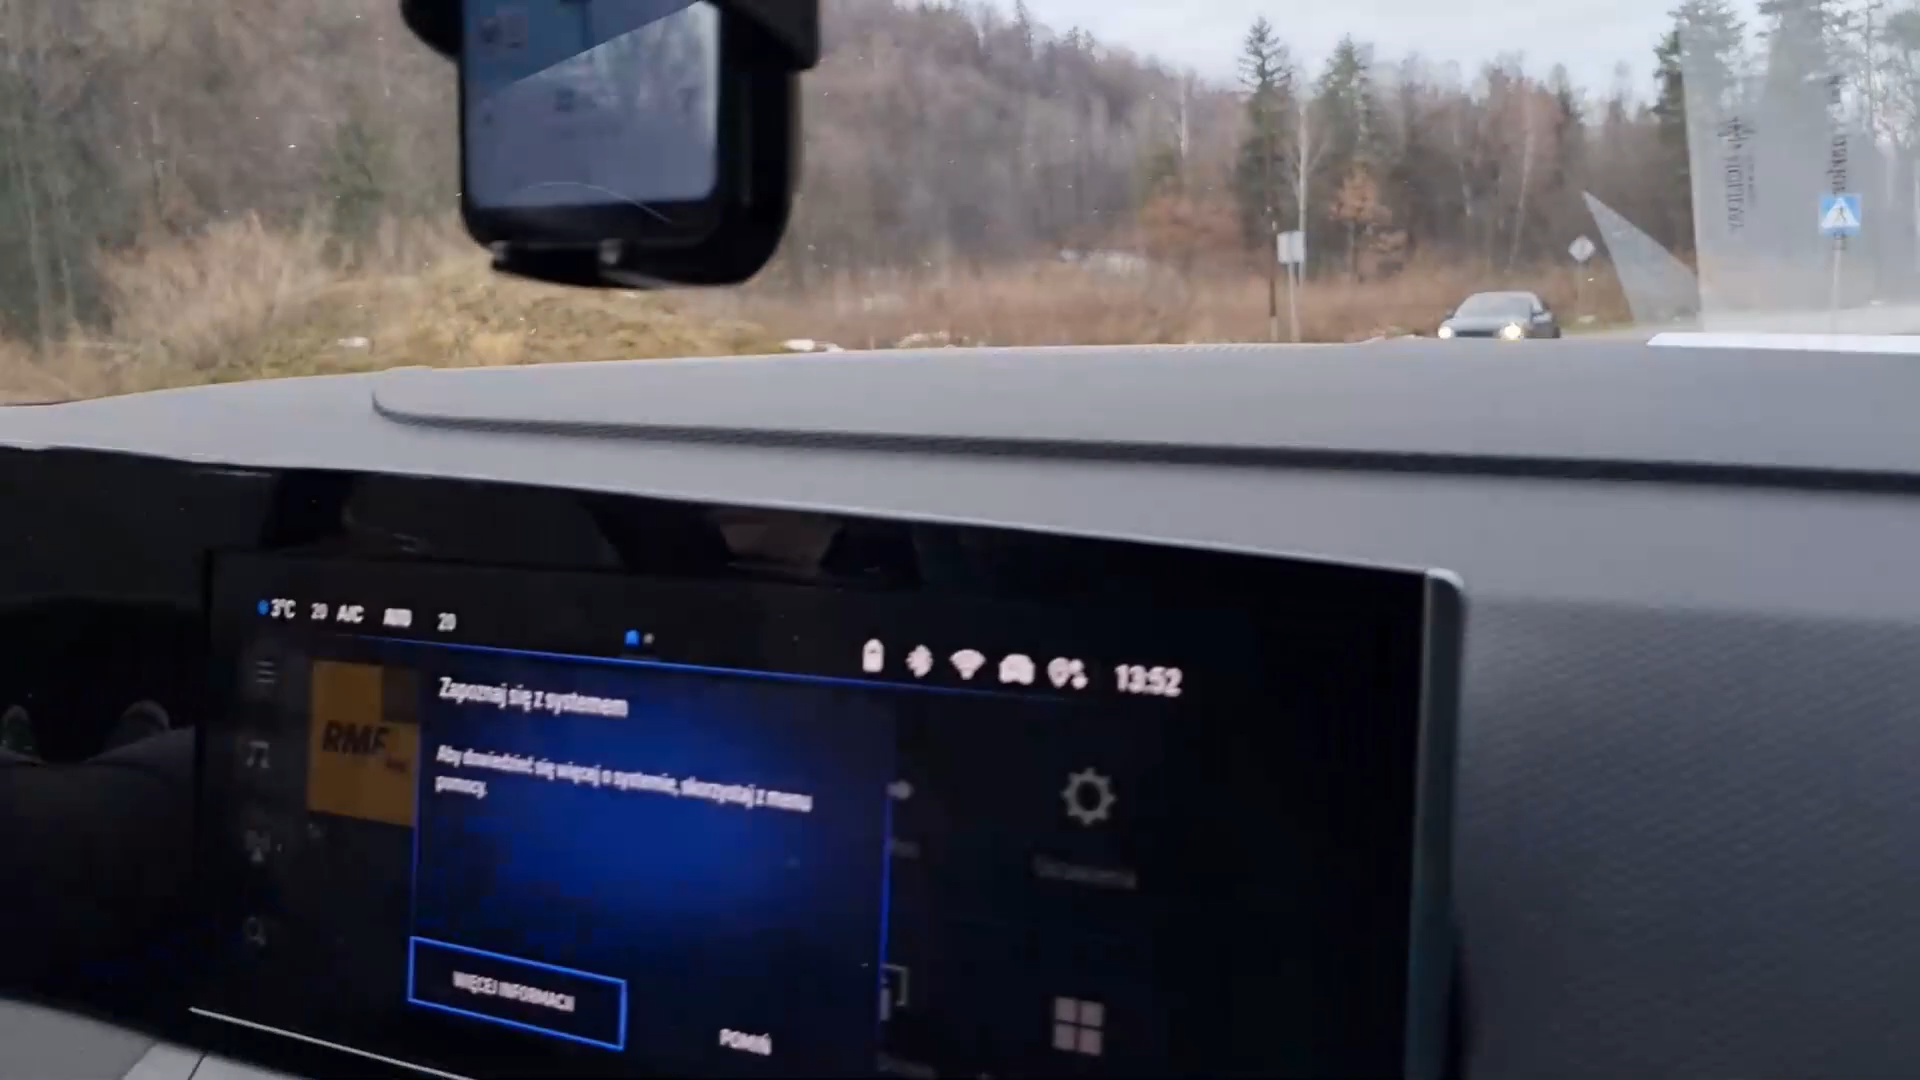 3°C 20 A/C AUTO 20
13:52
Zapoznaj się z systemem
RMF
Aby dowiedzieć się więcej o systemie, skorzystaj z menu
pomocy.
Ustawienia
WIĘCEJ INFORMACJI
POMIŃ